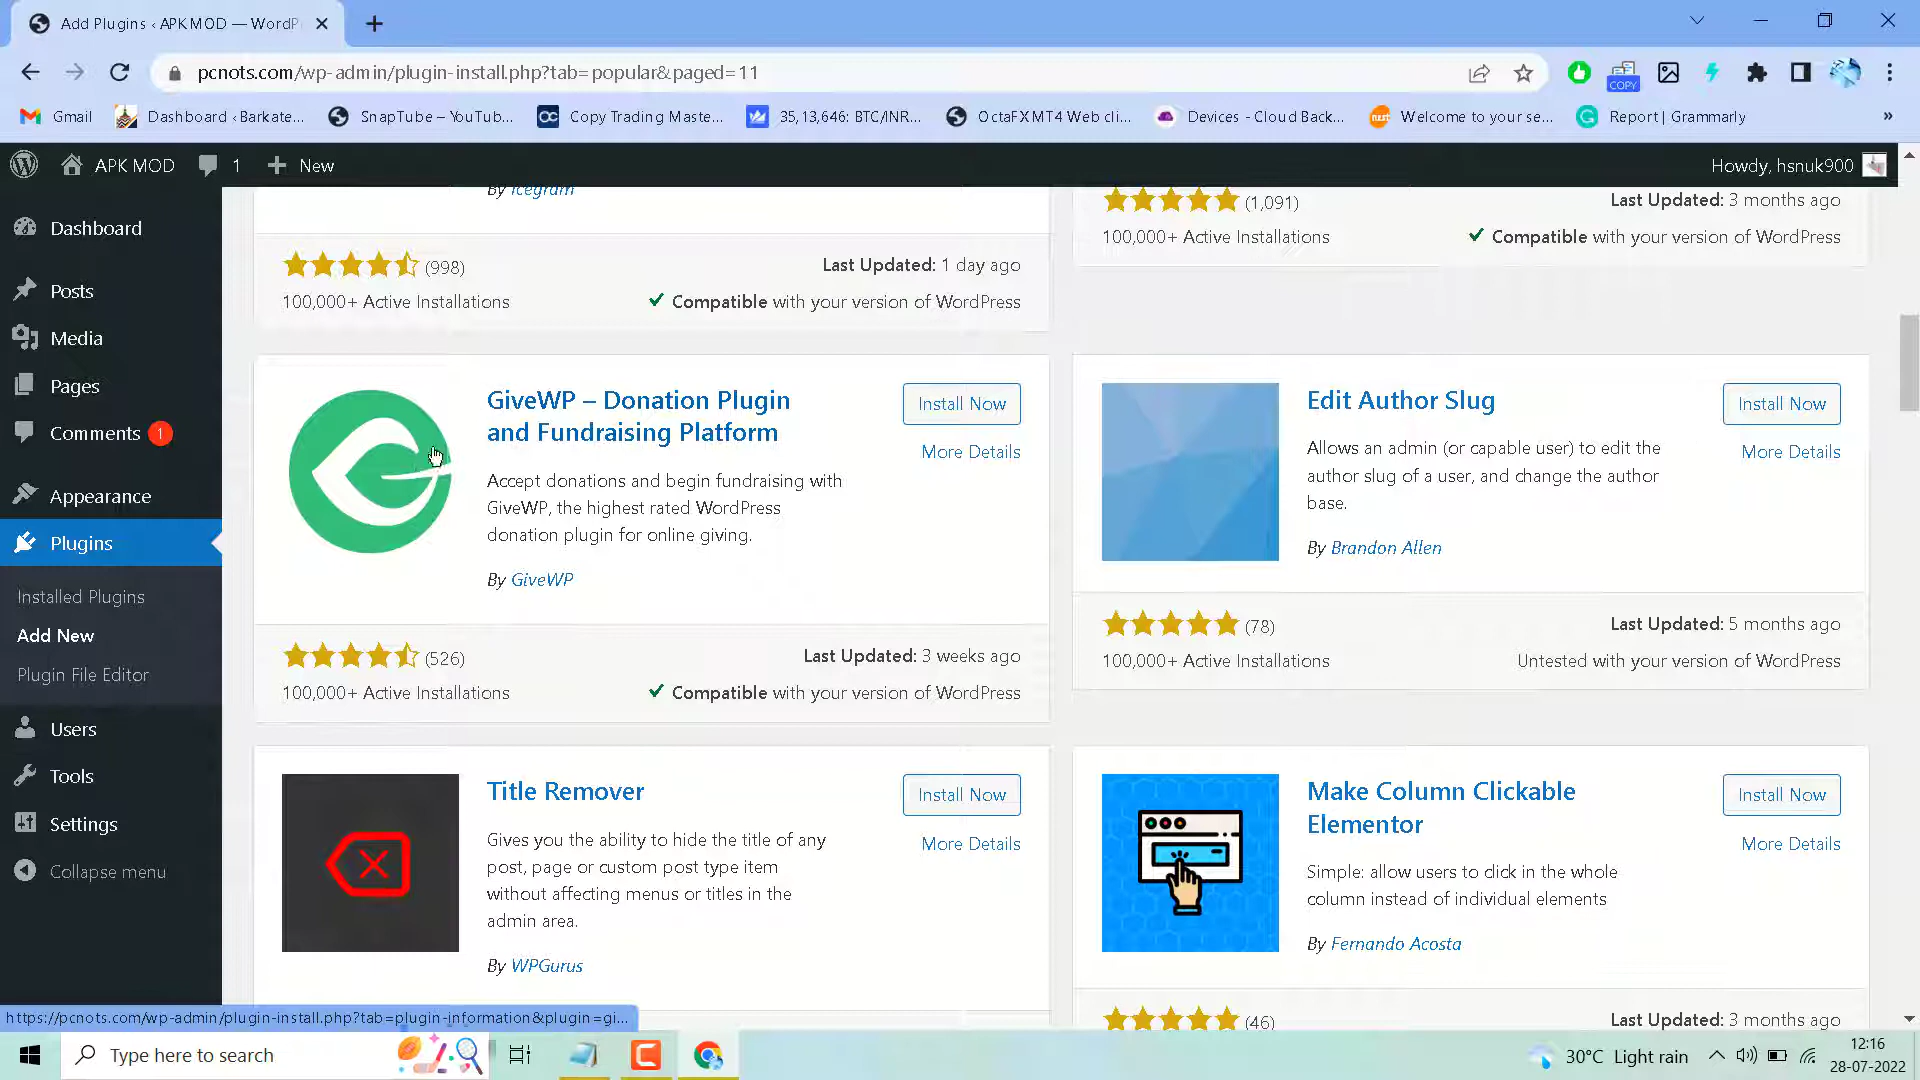 Add Plugins ‹ APK MOD — WordP
pcnots.com/wp-admin/plugin-install.php?tab=popular&paged=11
COPY
Gmail
Dashboard ‹ Barkate...
SnapTube – YouTub...
Copy Trading Maste...
35,13,646: BTC/INR...
OctaFX MT4 Web cli...
Devices - Cloud Back...
Welcome to your se...
Report | Grammarly
»
APK MOD
1
New
Howdy, hsnuk900
Dashboard
Posts
Media
Pages
Comments 1
Appearance
Plugins
Installed Plugins
Add New
Plugin File Editor
Users
Tools
Settings
Collapse menu
By Icegram
(998)
Last Updated: 1 day ago
100,000+ Active Installations
Compatible with your version of WordPress
(1,091)
Last Updated: 3 months ago
100,000+ Active Installations
Compatible with your version of WordPress
GiveWP – Donation Plugin
and Fundraising Platform
Install Now
More Details
Accept donations and begin fundraising with
GiveWP, the highest rated WordPress
donation plugin for online giving.
By GiveWP
(526)
Last Updated: 3 weeks ago
100,000+ Active Installations
Compatible with your version of WordPress
Edit Author Slug
Install Now
More Details
Allows an admin (or capable user) to edit the
author slug of a user, and change the author
base.
By Brandon Allen
(78)
Last Updated: 5 months ago
100,000+ Active Installations
Untested with your version of WordPress
Title Remover
Install Now
More Details
Gives you the ability to hide the title of any
post, page or custom post type item
without affecting menus or titles in the
admin area.
By WPGurus
Make Column Clickable
Elementor
Install Now
More Details
Simple: allow users to click in the whole
column instead of individual elements
By Fernando Acosta
(46)
Last Updated: 3 months ago
https://pcnots.com/wp-admin/plugin-install.php?tab=plugin-information&plugin=gi...
Type here to search
30°C Light rain
12:16
28-07-2022